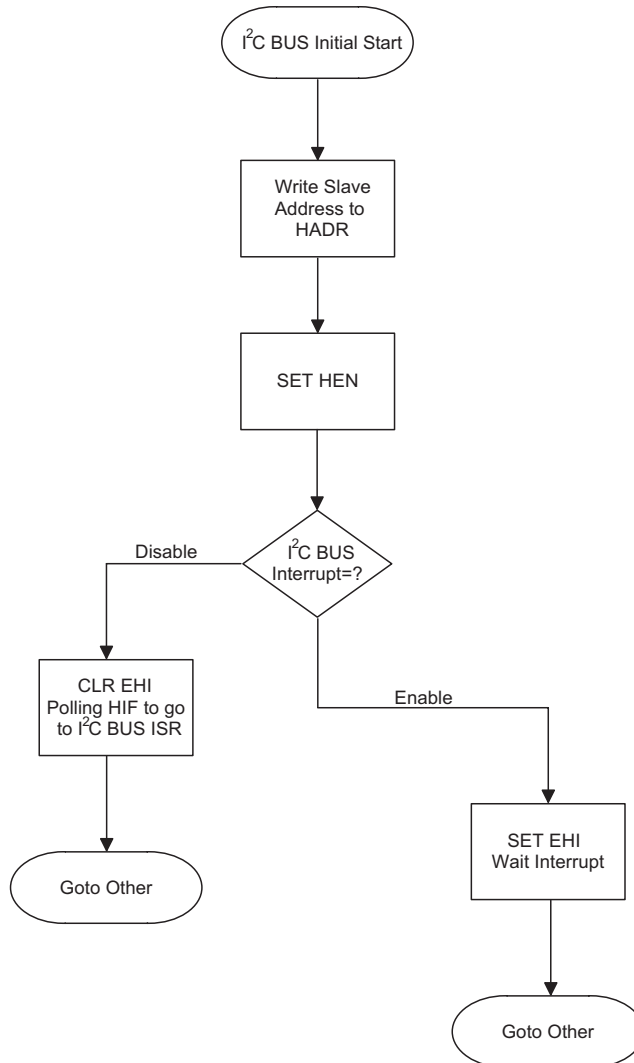 I²C BUS Initial Start
Write Slave
Address to
HADR
SET HEN
I²C BUS
Interrupt=?
Disable
CLR EHI
Polling HIF to go
to I²C BUS ISR
Goto Other
Enable
SET EHI
Wait Interrupt
Goto Other